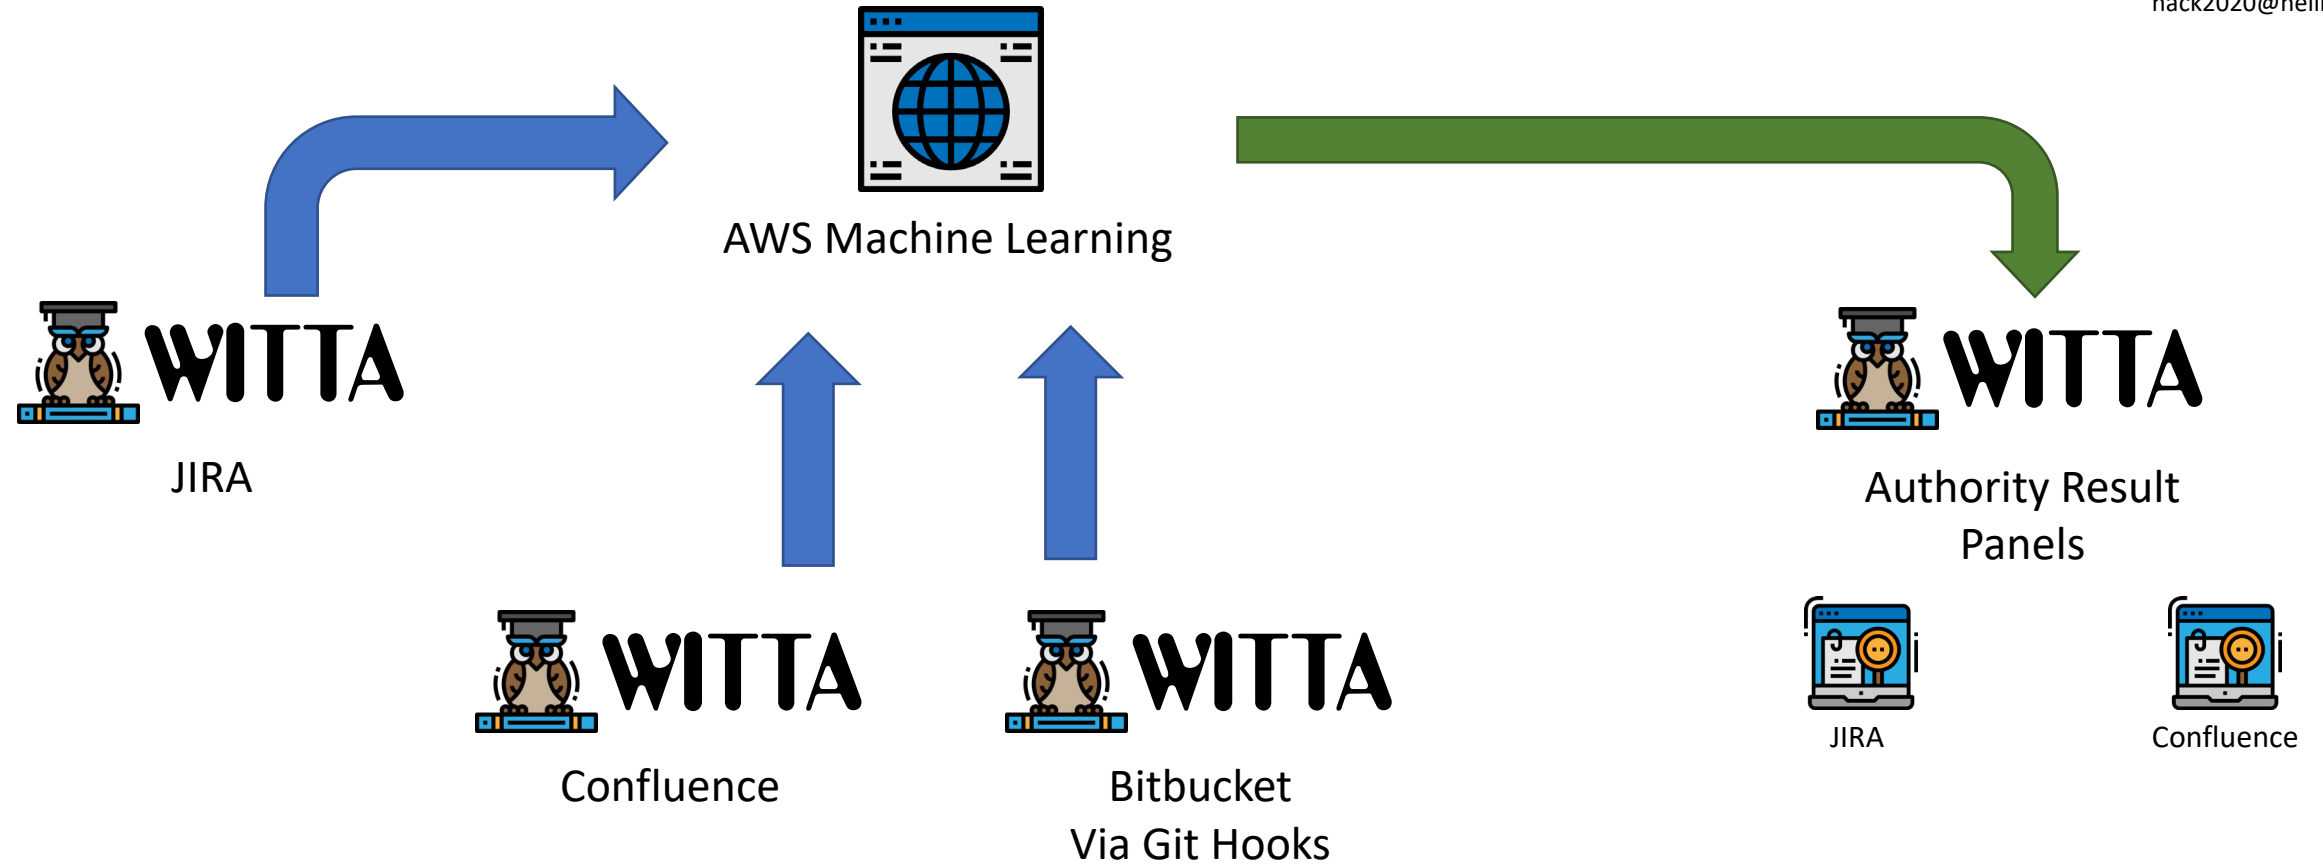 AWS Machine Learning
WITTA
JIRA
WITTA
Confluence
WITTA
Bitbucket
Via Git Hooks
WITTA
Authority Result
Panels
JIRA
Confluence